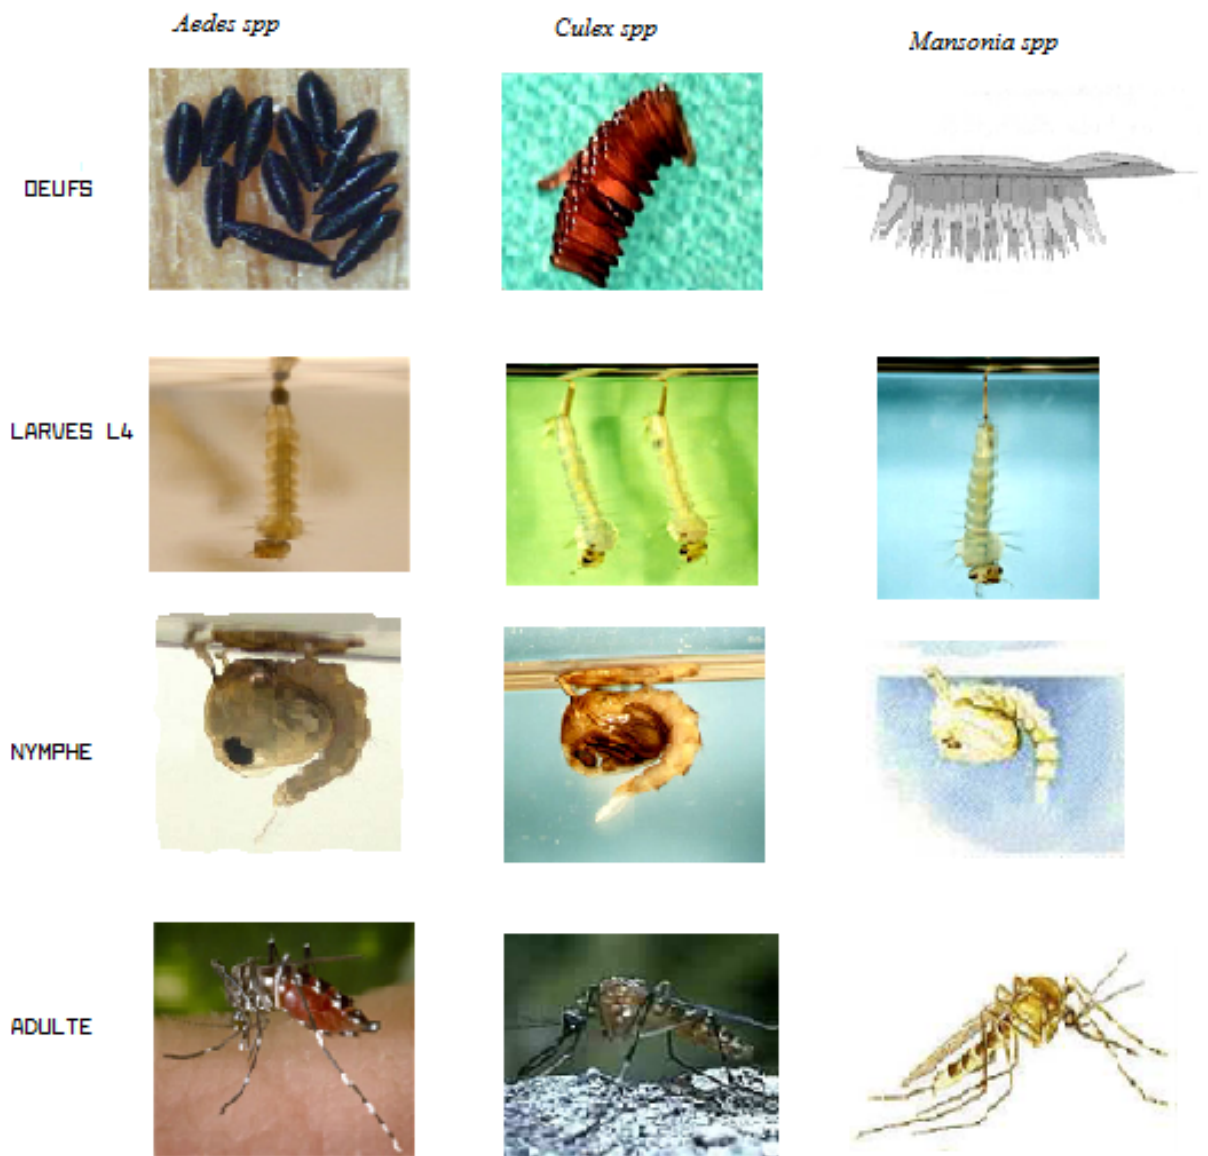 Aedes spp
Culex spp
Mansonia spp
OEUFS
LARVES L4
NYMPHE
ADULTE